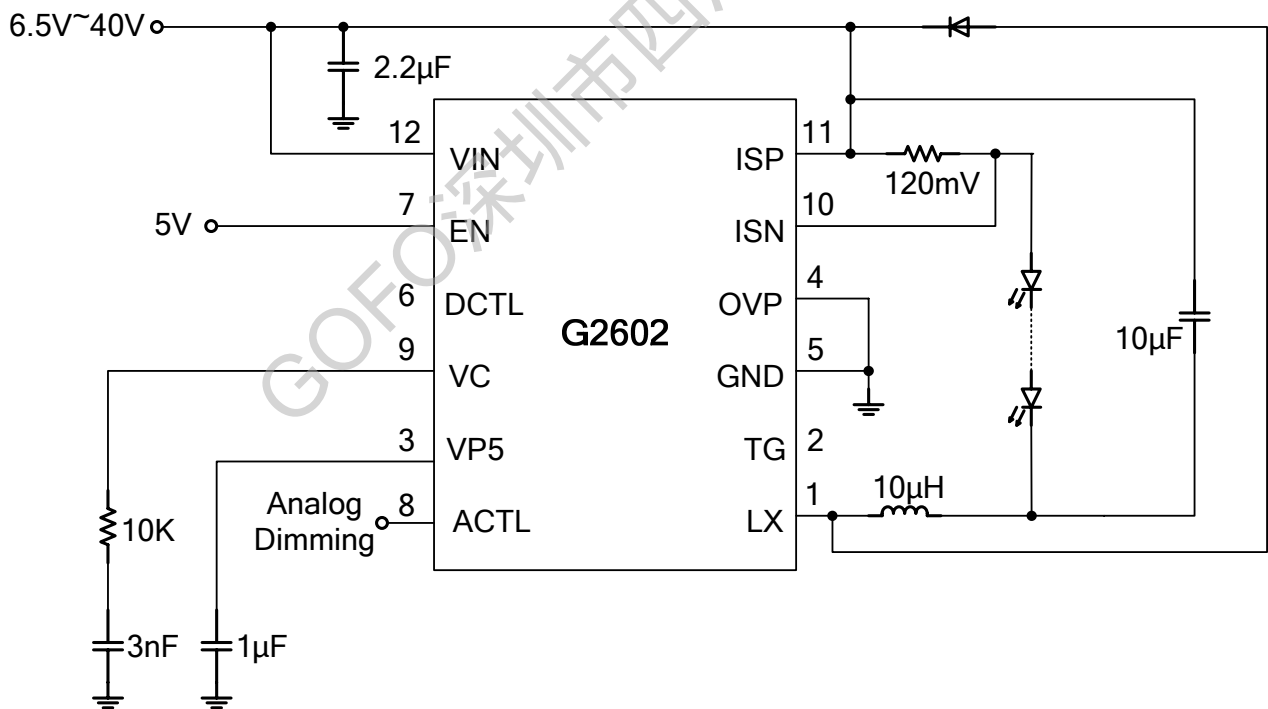 6.5V~40V
2.2µF
12
VIN
7
5V
EN
6
DCTL
9
VC
3
VP5
Analog
Dimming
8
ACTL
G2602
11
ISP
120mV
10
ISN
4
OVP
5
GND
2
TG
1
LX
10µH
10µF
10K
3nF
1µF
GOFO深圳市四